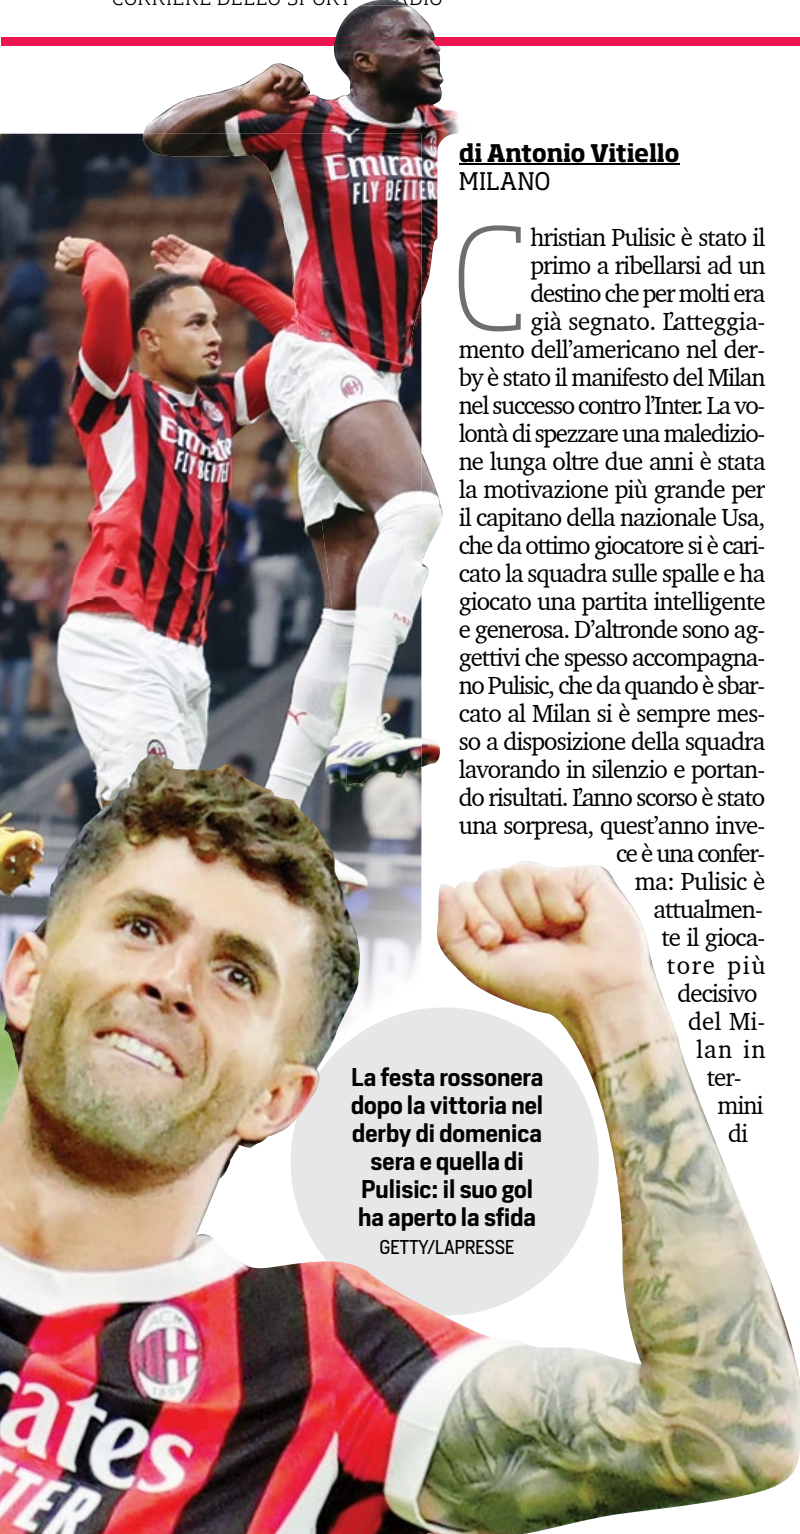 CORRIERE DELLO SPORT
di Antonio Vitiello
MILANO
Christian Pulisic è stato il
primo a ribellarsi ad un
destino che per molti era
già segnato. L'atteggia-
mento dell'americano nel der-
by è stato il manifesto del Milan
nel successo contro l'Inter. La vo-
lontà di spezzare una maledizio-
ne lunga oltre due anni è stata
la motivazione più grande per
il capitano della nazionale Usa,
che da ottimo giocatore si è cari-
cato la squadra sulle spalle e ha
giocato una partita intelligente
e generosa. D'altronde sono ag-
gettivi che spesso accompagna-
no Pulisic, che da quando è sbar-
cato al Milan si è sempre mes-
so a disposizione della squadra
lavorando in silenzio e portan-
do risultati. L'anno scorso è stato
una sorpresa, quest'anno inve-
ce è una confer-
ma: Pulisic è
attualmen-
te il gioca-
tore più
decisivo
del Mi-
lan in
ter-
mini
di
La festa rossonera
dopo la vittoria nel
derby di domenica
sera e quella di
Pulisic: il suo gol
ha aperto la sfida
GETTY/LAPRESSE
Emirates
FLY BETTER
Emirates
FLY BETTER
ACM
1899
ates
TTER